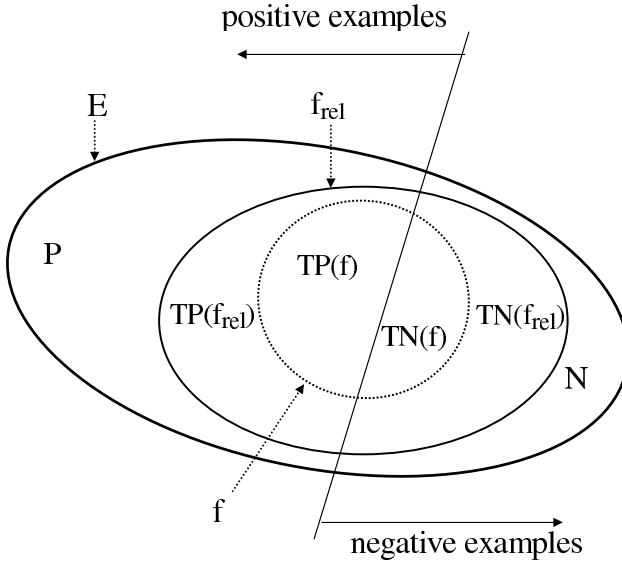 positive examples
E
f_rel
P
TP(f)
TP(f_rel)
TN(f_rel)
TN(f)
N
f
negative examples